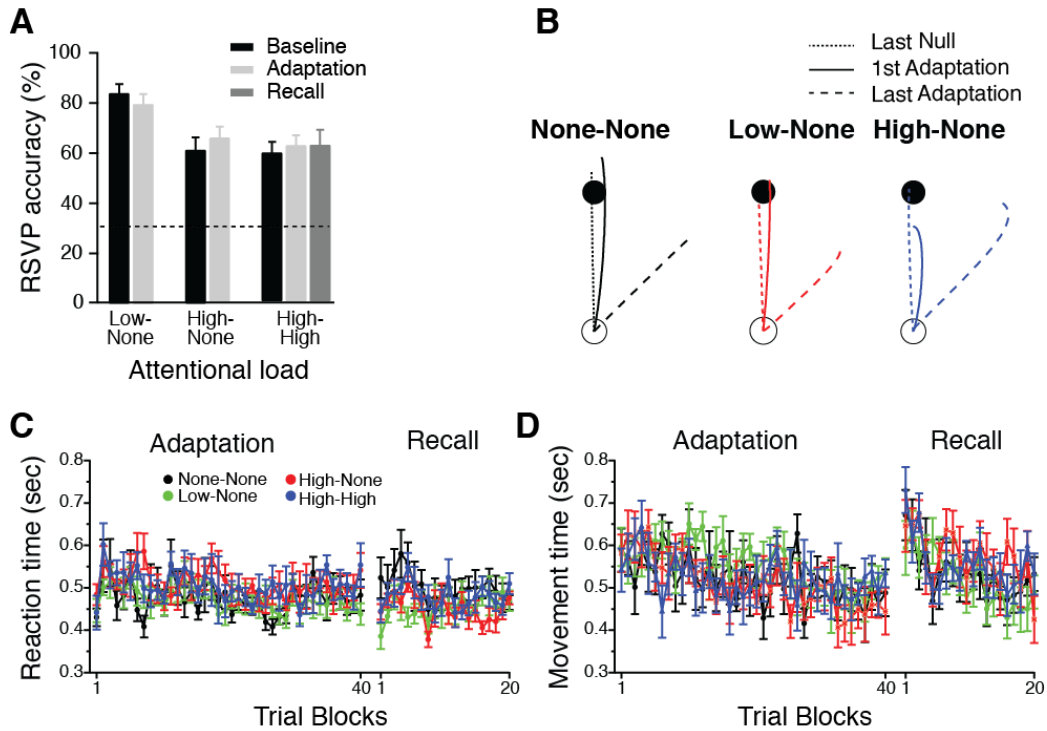 A
RSVP accuracy (%)
100
80
60
40
20
0
Baseline
Adaptation
Recall
Low-
None
High-
None
High-
High
Attentional load
B
Last Null
1st Adaptation
Last Adaptation
None-None
Low-None
High-None
C
Adaptation
Recall
Reaction time (sec)
0.8
0.7
0.6
0.5
0.4
0.3
None-None
High-None
Low-None
High-High
1
40
1
20
Trial Blocks
D
Adaptation
Recall
Movement time (sec)
0.8
0.7
0.6
0.5
0.4
0.3
1
40
1
20
Trial Blocks